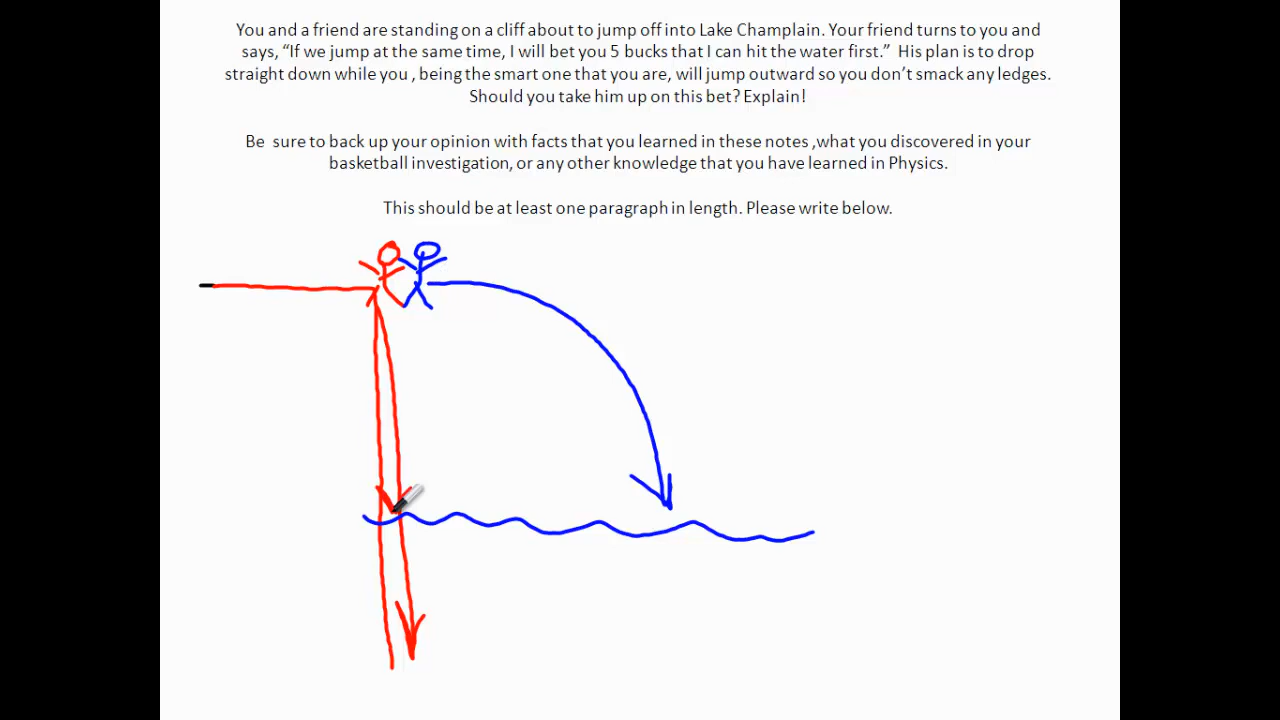 You and a friend are standing on a cliff about to jump off into Lake Champlain. Your friend turns to you and
says, “If we jump at the same time, I will bet you 5 bucks that I can hit the water first.”  His plan is to drop
straight down while you , being the smart one that you are, will jump outward so you don’t smack any ledges.
Should you take him up on this bet? Explain!
Be  sure to back up your opinion with facts that you learned in these notes ,what you discovered in your
basketball investigation, or any other knowledge that you have learned in Physics.
This should be at least one paragraph in length. Please write below.